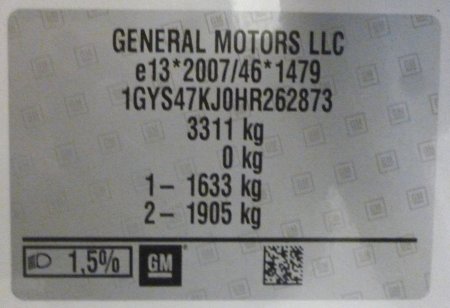 GENERAL MOTORS LLC
e13*2007/46*1479
1GYS47KJ0HR262873
3311 kg
0 kg
1- 1633 kg
2- 1905 kg
1,5% GM